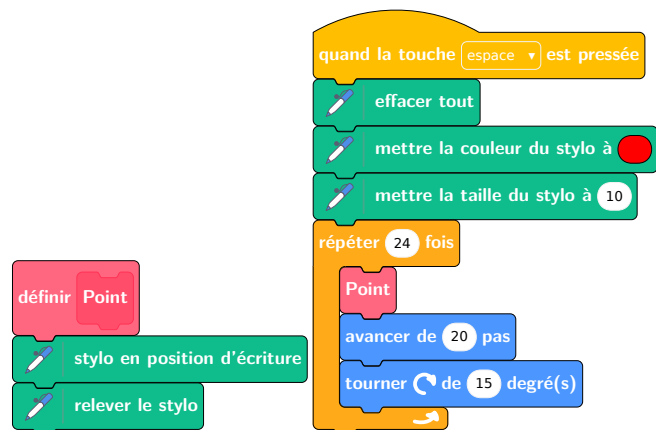 définir Point
stylo en position d'écriture
relever le stylo
quand la touche espace ▾ est pressée
effacer tout
mettre la couleur du stylo à
mettre la taille du stylo à 10
répéter 24 fois
Point
avancer de 20 pas
tourner de 15 degré(s)